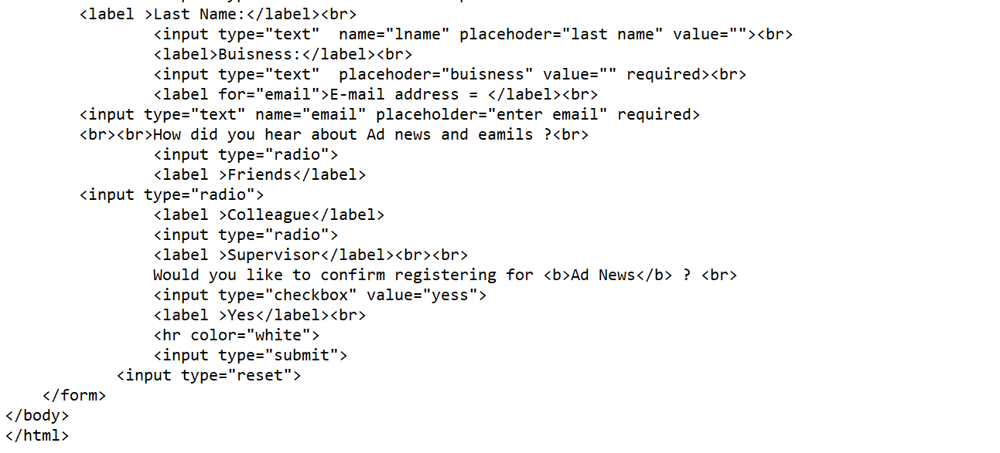 <label >Last Name:</label><br>
<input type="text"  name="lname" placehoder="last name" value=""><br>
<label>Buisness:</label><br>
<input type="text"  placehoder="buisness" value="" required><br>
<label for="email">E-mail address = </label><br>
<input type="text" name="email" placeholder="enter email" required>
<br><br>How did you hear about Ad news and eamils ?<br>
<input type="radio">
<label >Friends</label>
<input type="radio">
<label >Colleague</label>
<input type="radio">
<label >Supervisor</label><br><br>
Would you like to confirm registering for <b>Ad News</b> ? <br>
<input type="checkbox" value="yess">
<label >Yes</label><br>
<hr color="white">
<input type="submit">
<input type="reset">
</form>
</body>
</html>